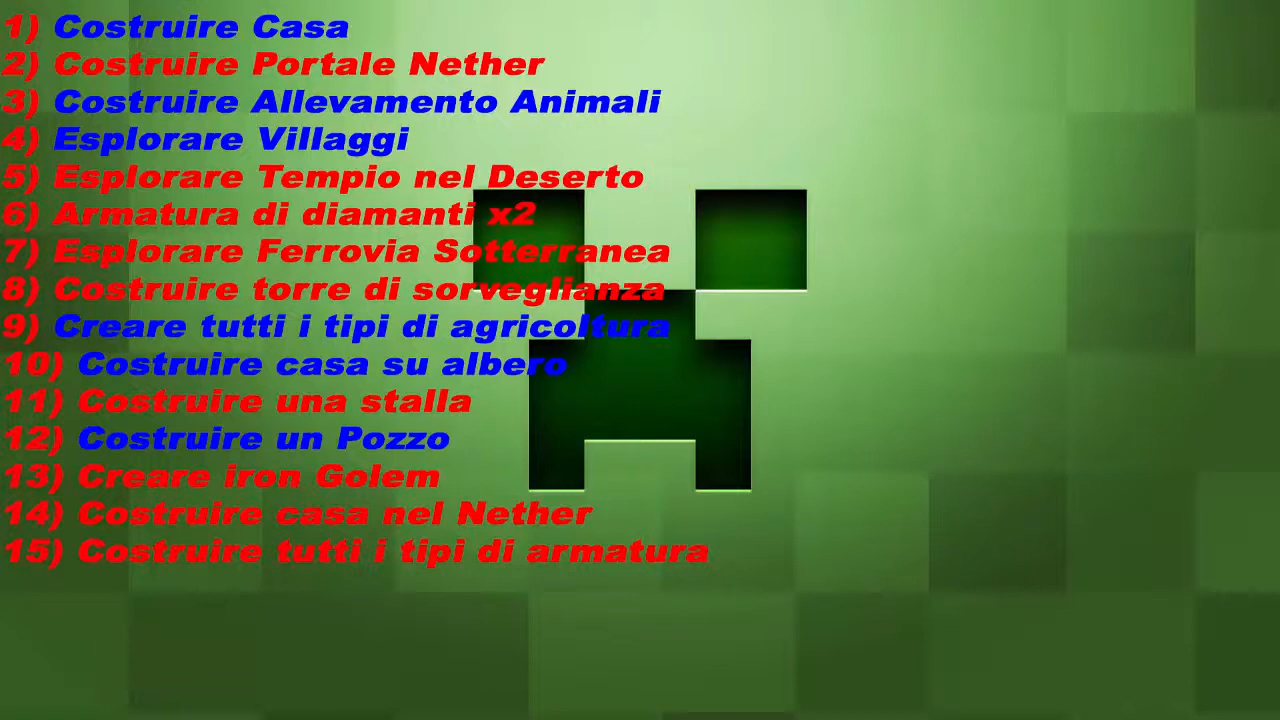 1) Costruire Casa
2) Costruire Portale Nether
3) Costruire Allevamento Animali
4) Esplorare Villaggi
5) Esplorare Tempio nel Deserto
6) Armatura di diamanti x2
7) Esplorare Ferrovia Sotterranea
8) Costruire torre di sorveglianza
9) Creare tutti i tipi di agricoltura
10) Costruire casa su albero
11) Costruire una stalla
12) Costruire un Pozzo
13) Creare iron Golem
14) Costruire casa nel Nether
15) Costruire tutti i tipi di armatura